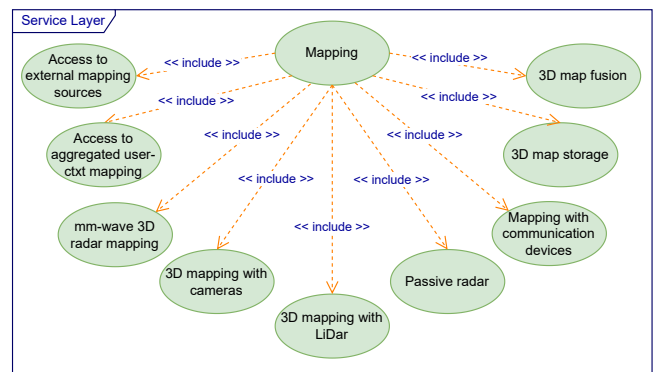 Service Layer
Mapping
Access to
external mapping
sources
<< include >>
<< include >>
3D map fusion
<< include >>
<< include >>
Access to
aggregated user-
ctxt mapping
<< include >>
<< include >>
3D map storage
<< include >>
<< include >>
mm-wave 3D
radar mapping
<< include >>
Mapping with
communication
devices
3D mapping with
cameras
Passive radar
3D mapping with
LiDar